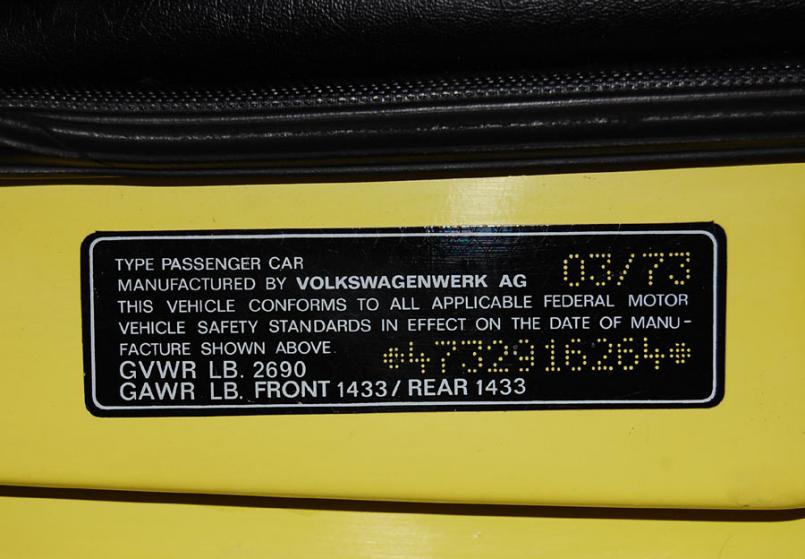 TYPE PASSENGER CAR
MANUFACTURED BY VOLKSWAGENWERK AG 03/73
THIS VEHICLE CONFORMS TO ALL APPLICABLE FEDERAL MOTOR
VEHICLE SAFETY STANDARDS IN EFFECT ON THE DATE OF MANU-
FACTURE SHOWN ABOVE. *4732916264*
GVWR LB. 2690
GAWR LB. FRONT 1433/ REAR 1433